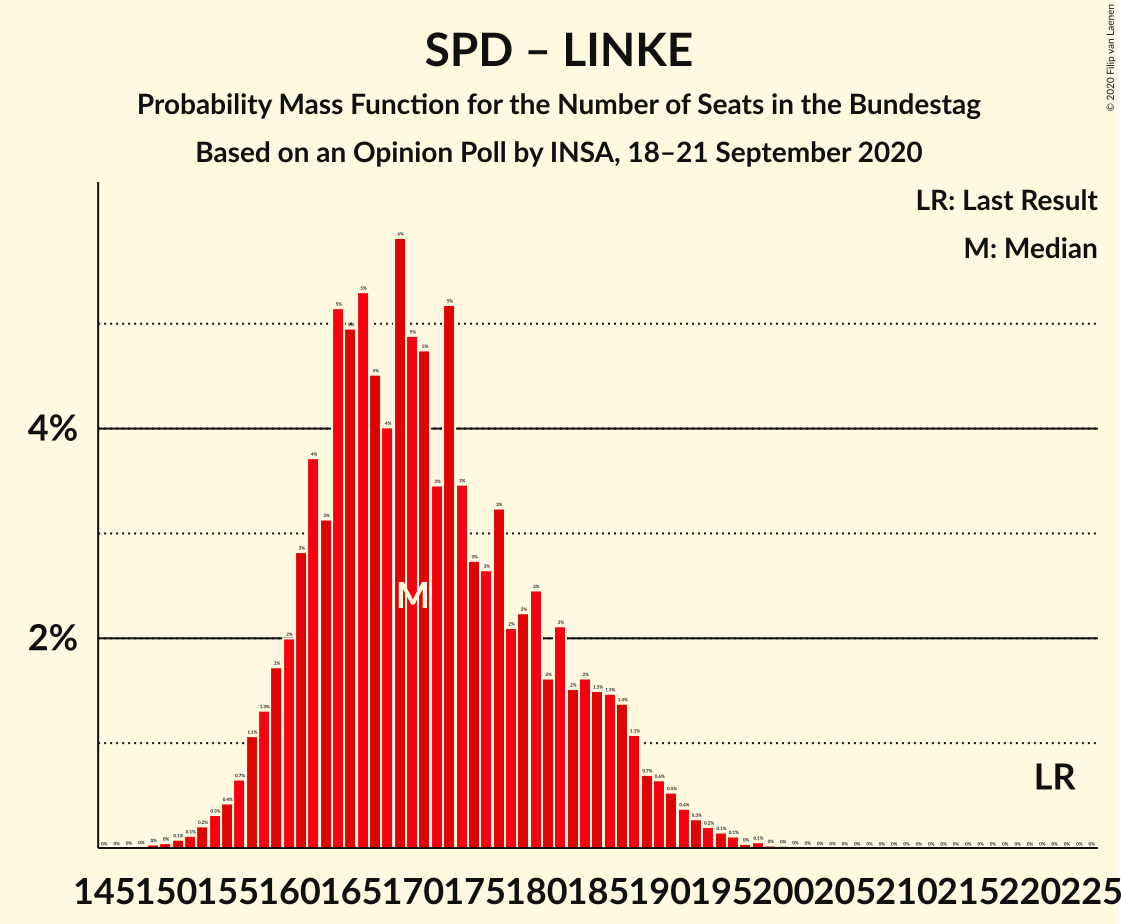 SPD – LINKE
Probability Mass Function for the Number of Seats in the Bundestag
Based on an Opinion Poll by INSA, 18–21 September 2020
© 2020 Filip van Laenen
LR: Last Result
M: Median
4%
2%
M
LR
145 150 155 160 165 170 175 180 185 190 195 200 205 210 215 220 225